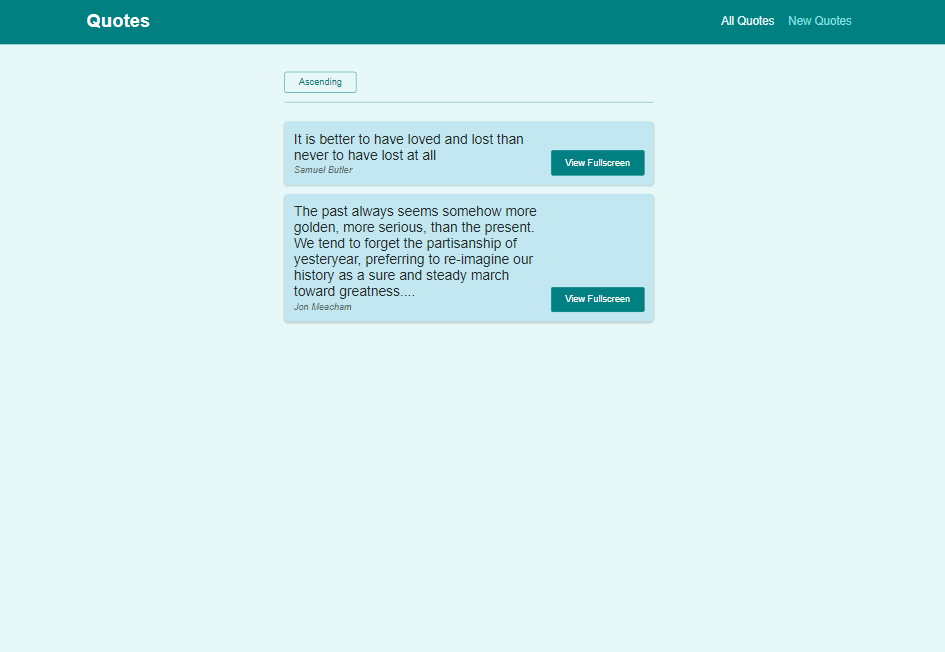 Quotes
All Quotes New Quotes
Ascending
It is better to have loved and lost than
never to have lost at all
Samuel Butler
View Fullscreen
The past always seems somehow more
golden, more serious, than the present.
We tend to forget the partisanship of
yesteryear, preferring to re-imagine our
history as a sure and steady march
toward greatness....
Jon Meacham
View Fullscreen